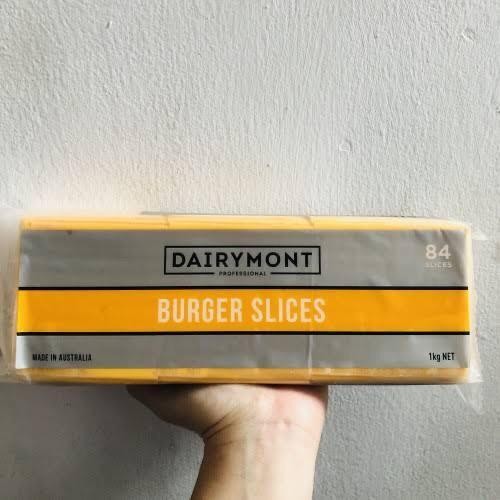 DAIRYMONT
PROFESSIONAL
84
SLICES
BURGER SLICES
MADE IN AUSTRALIA
1kg NET